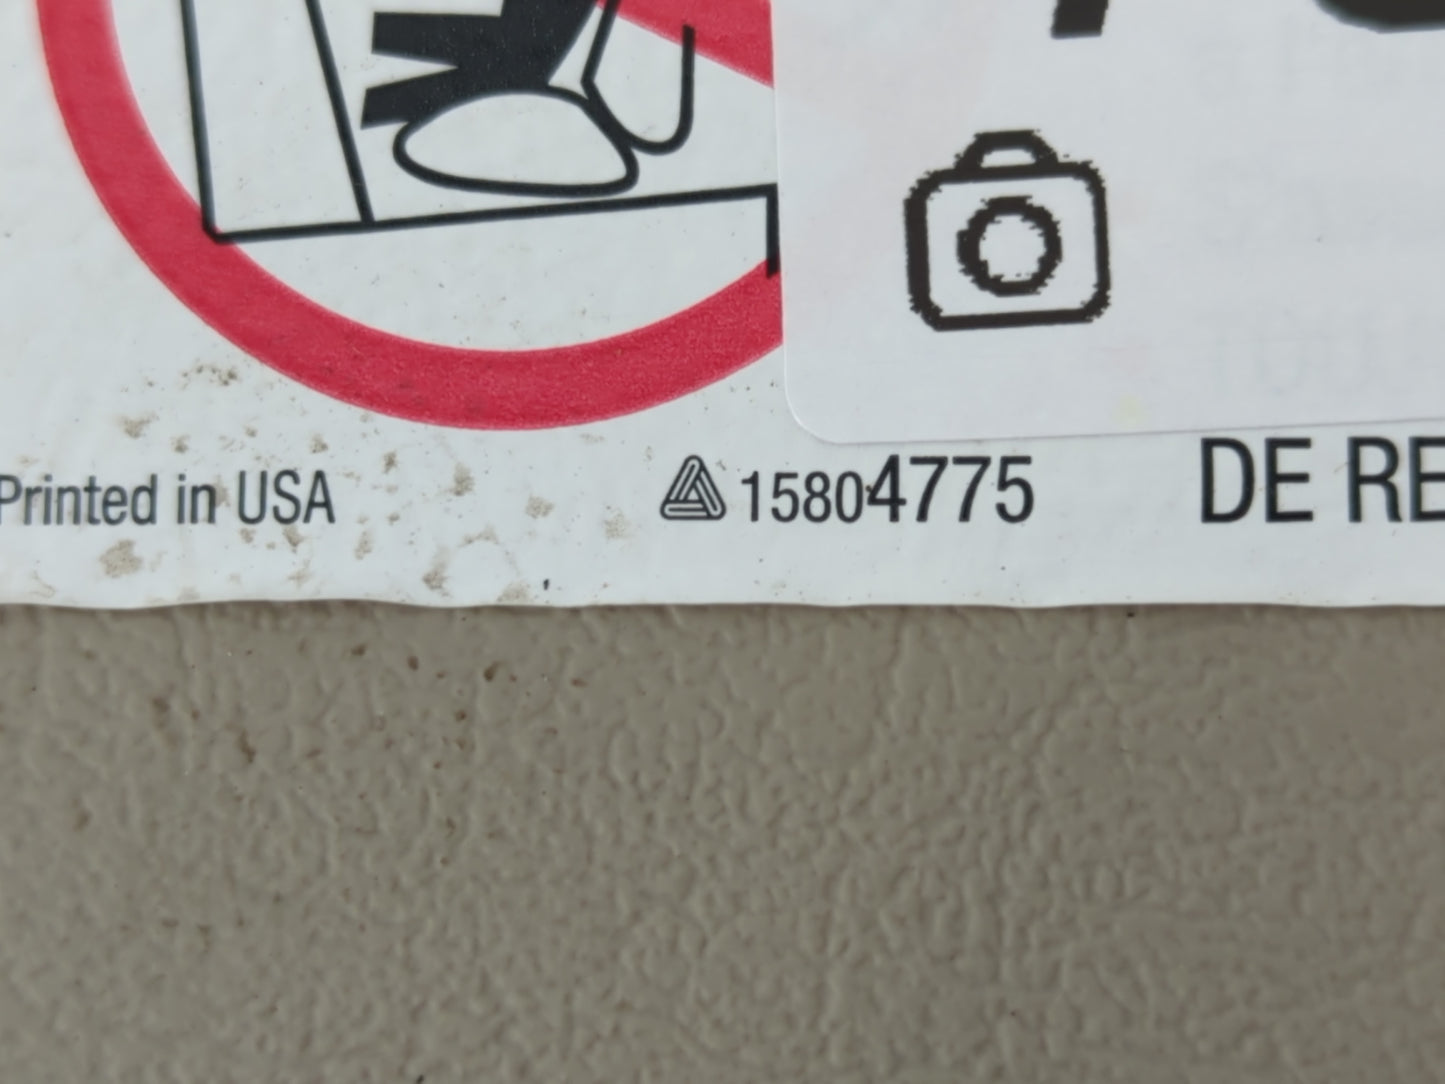 Printed in USA 15804775 DE RE